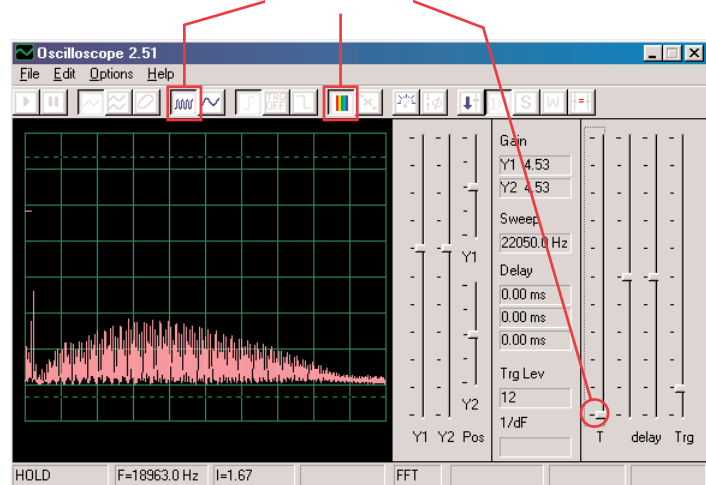 Oscilloscope 2.51
File Edit Options Help
TRG OFF
S
Gain
Y1 4.53
Y2 4.53
Sweep
22050.0 Hz
Y1
Delay
0.00 ms
0.00 ms
0.00 ms
Trg Lev
12
Y2
1/dF
Y1 Y2 Pos
T delay Trg
HOLD F=18963.0 Hz I=1.67 FFT